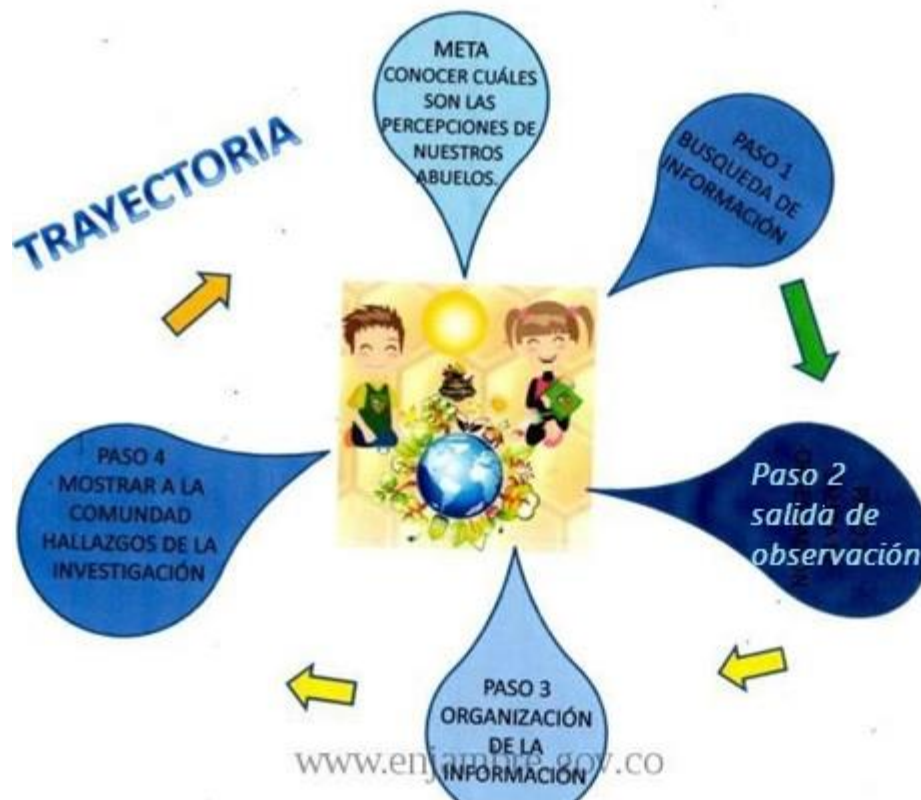 TRAYECTORIA
META
CONOCER CUÁLES
SON LAS
PERCEPCIONES DE
NUESTROS
ABUELOS.
PASO 1
BUSQUEDA DE
INFORMACIÓN
Paso 2
salida de
observación
PASO 3
ORGANIZACIÓN
DE LA
INFORMACIÓN
PASO 4
MOSTRAR A LA
COMUNDAD
HALLAZGOS DE LA
INVESTIGACIÓN
www.enjambre.gov.co